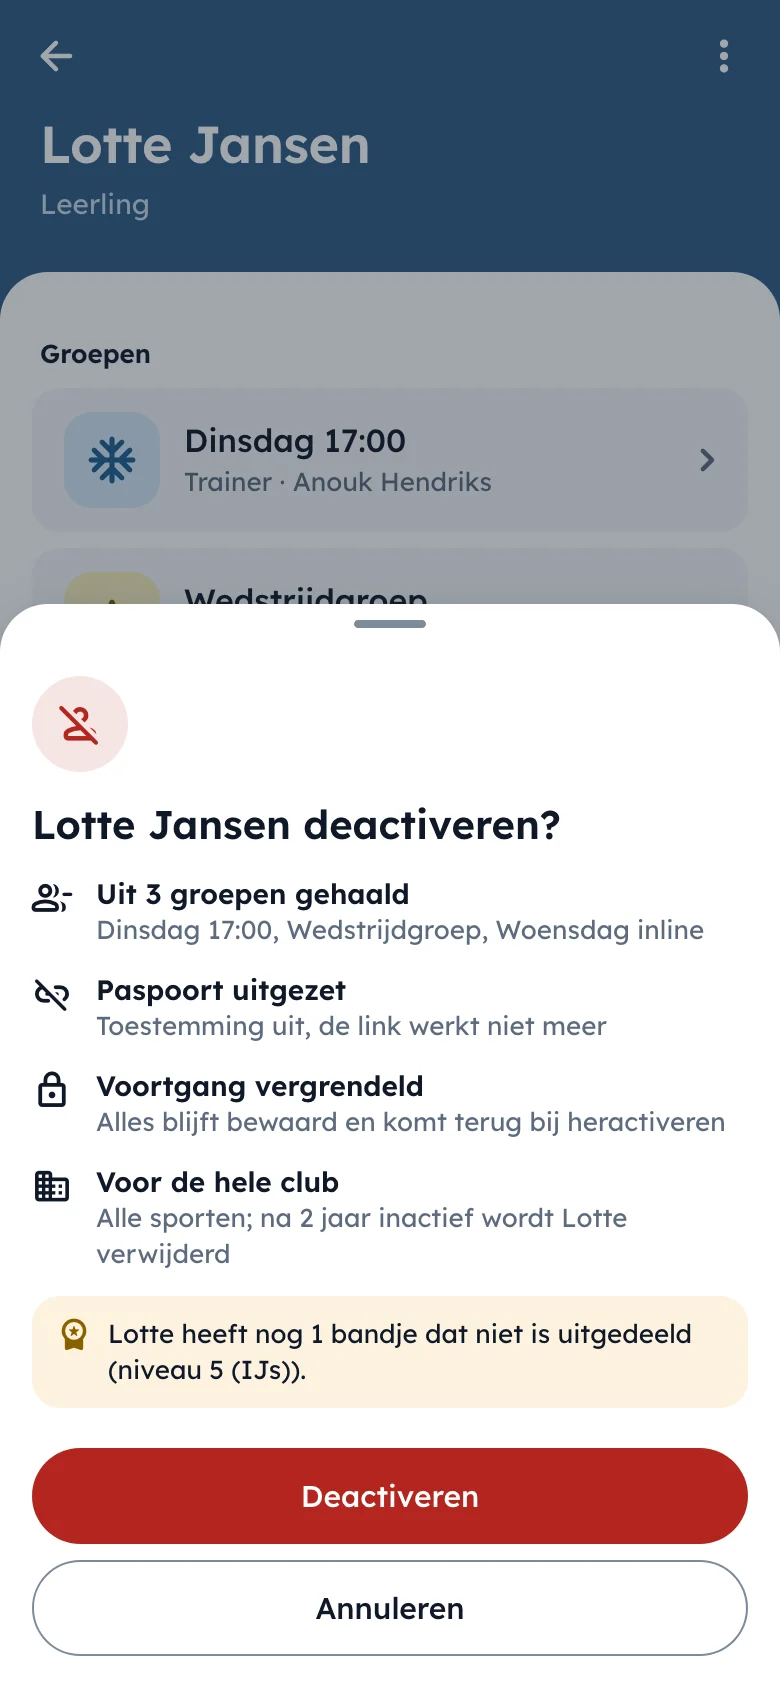 Lotte Jansen
Leerling
Groepen
Dinsdag 17:00
Trainer · Anouk Hendriks
Wedstrijdgroep
Lotte Jansen deactiveren?
Uit 3 groepen gehaald
Dinsdag 17:00, Wedstrijdgroep, Woensdag inline
Paspoort uitgezet
Toestemming uit, de link werkt niet meer
Voortgang vergrendeld
Alles blijft bewaard en komt terug bij heractiveren
Voor de hele club
Alle sporten; na 2 jaar inactief wordt Lotte
verwijderd
Lotte heeft nog 1 bandje dat niet is uitgedeeld
(niveau 5 (IJs)).
Deactiveren
Annuleren